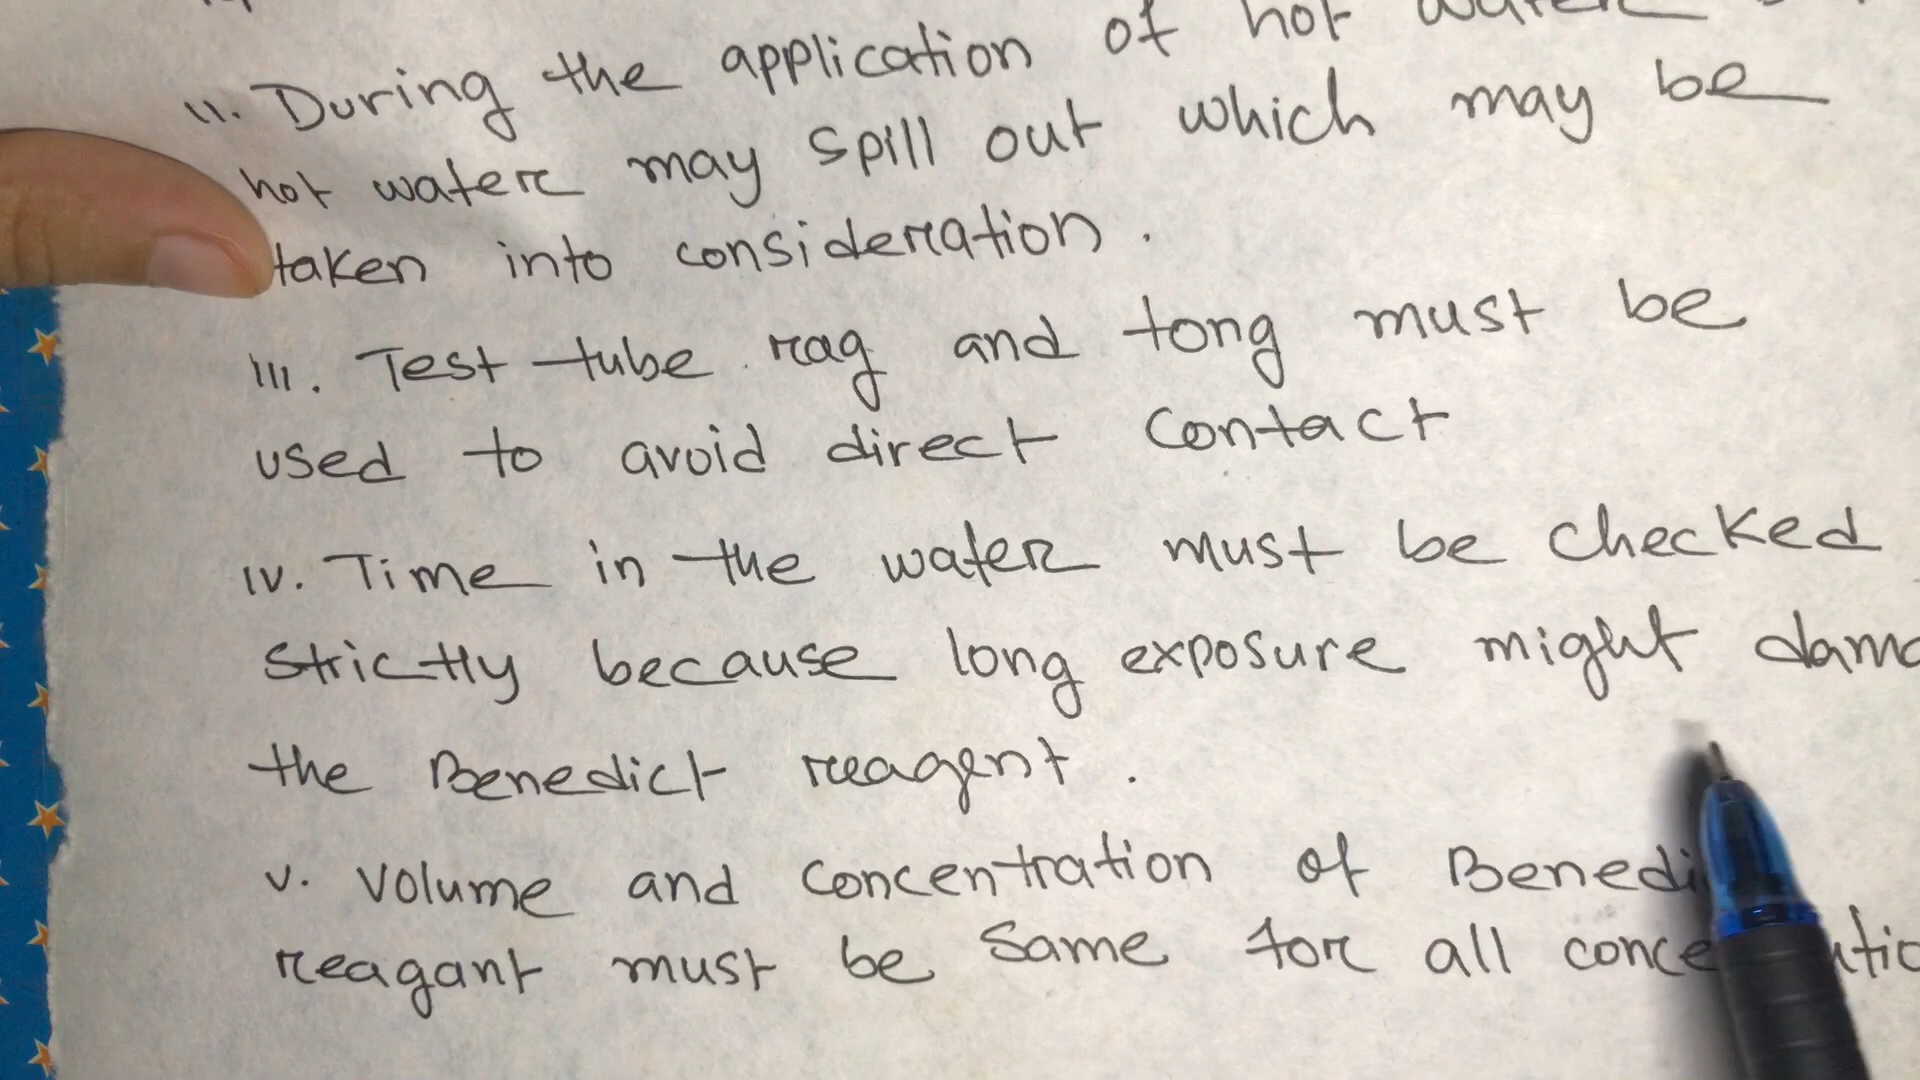 ii. During the application of hot water
hot water may spill out which may be
taken into consideration.
iii. Test tube rag and tong must be
used to avoid direct contact
iv. Time in the water must be checked
strictly because long exposure might
the Benedict reagent.
v. Volume and concentration of
reagant must be same for all